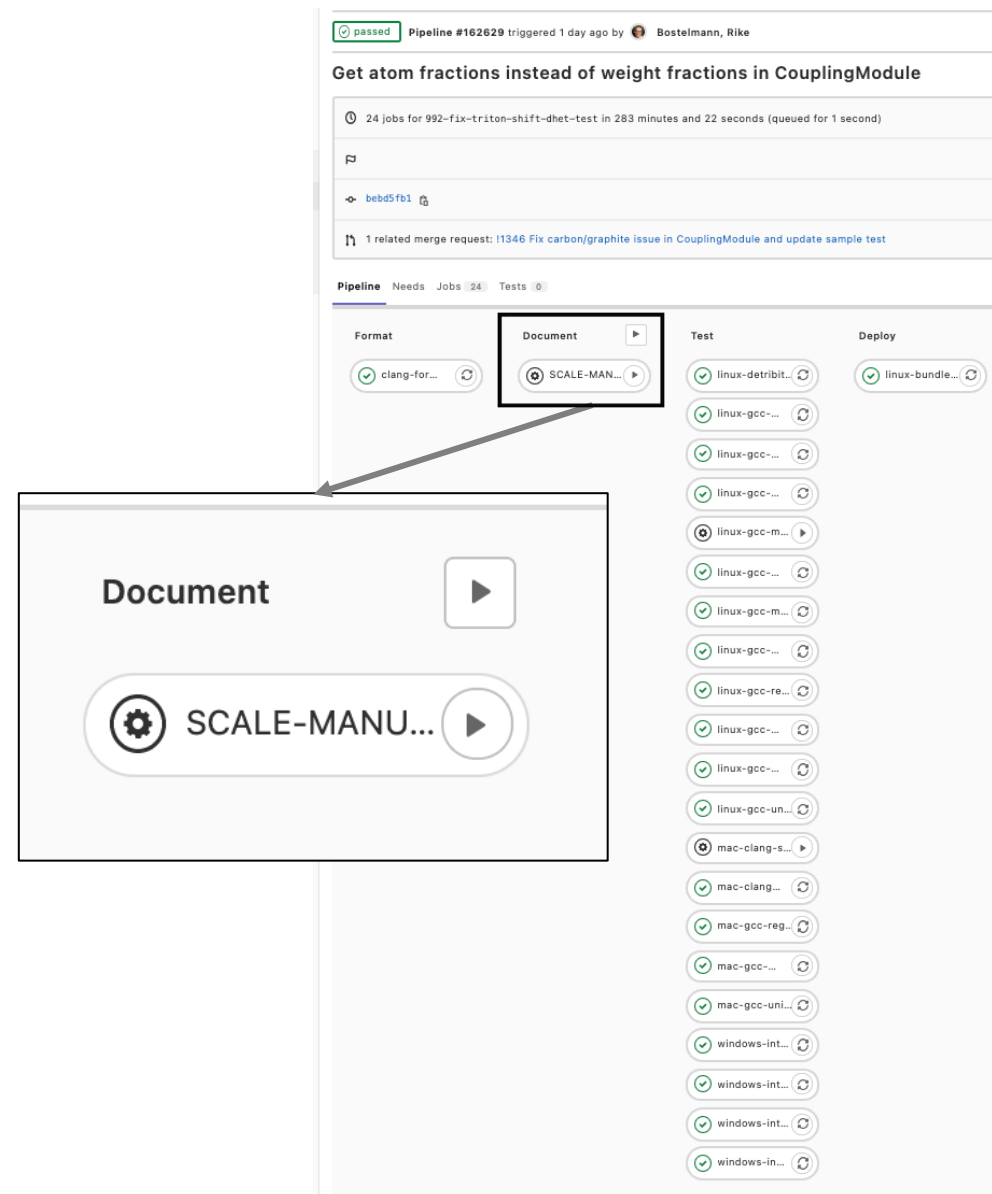 passed Pipeline #162629 triggered 1 day ago by Bostelmann, Rike
Get atom fractions instead of weight fractions in CouplingModule
24 jobs for 992-fix-triton-shift-dhet-test in 283 minutes and 22 seconds (queued for 1 second)
bebd5fb1
1 related merge request: !1346 Fix carbon/graphite issue in CouplingModule and update sample test
Pipeline Needs Jobs 24 Tests 0
Format Document Test Deploy
clang-for... SCALE-MAN... linux-detribit... linux-bundle...
linux-gcc-...
linux-gcc-...
linux-gcc-...
linux-gcc-m...
linux-gcc-...
linux-gcc-m...
linux-gcc-...
linux-gcc-re...
linux-gcc-...
linux-gcc-...
linux-gcc-un...
mac-clang-s...
mac-clang...
mac-gcc-reg...
mac-gcc-...
mac-gcc-uni...
windows-int...
windows-int...
windows-int...
windows-in...
Document
SCALE-MANU...